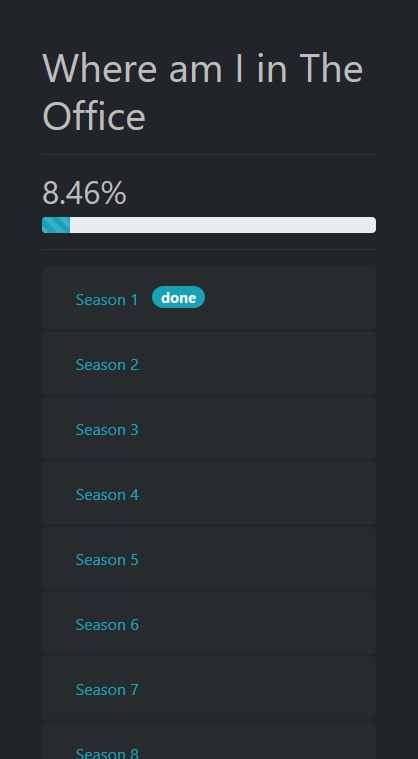 Where am I in The
Office
8.46%
Season 1 done
Season 2
Season 3
Season 4
Season 5
Season 6
Season 7
Season 8